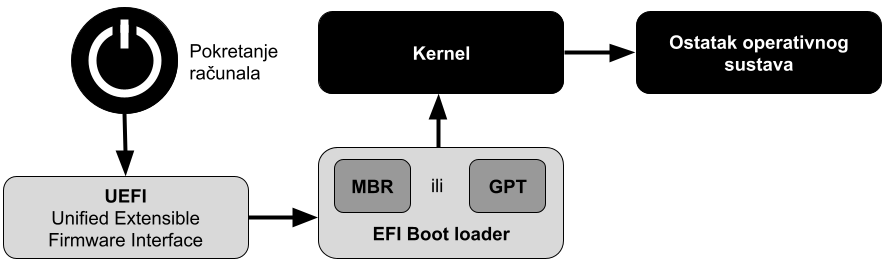 Pokretanje
računala
UEFI
Unified Extensible
Firmware Interface
MBR ili GPT
EFI Boot loader
Kernel
Ostatak operativnog
sustava